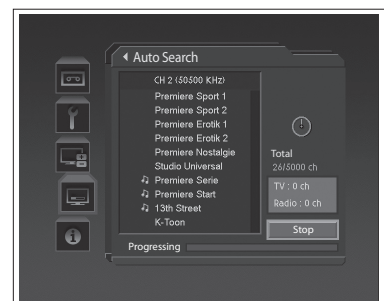 Auto Search
CH 2 (50500 KHz)
Premiere Sport 1
Premiere Sport 2
Premiere Erotik 1
Premiere Erotik 2
Premiere Nostalgie
Studio Universal
Premiere Serie
Premiere Start
13th Street
K-Toon
Total
26/5000 ch
TV : 0 ch
Radio : 0 ch
Stop
Progressing